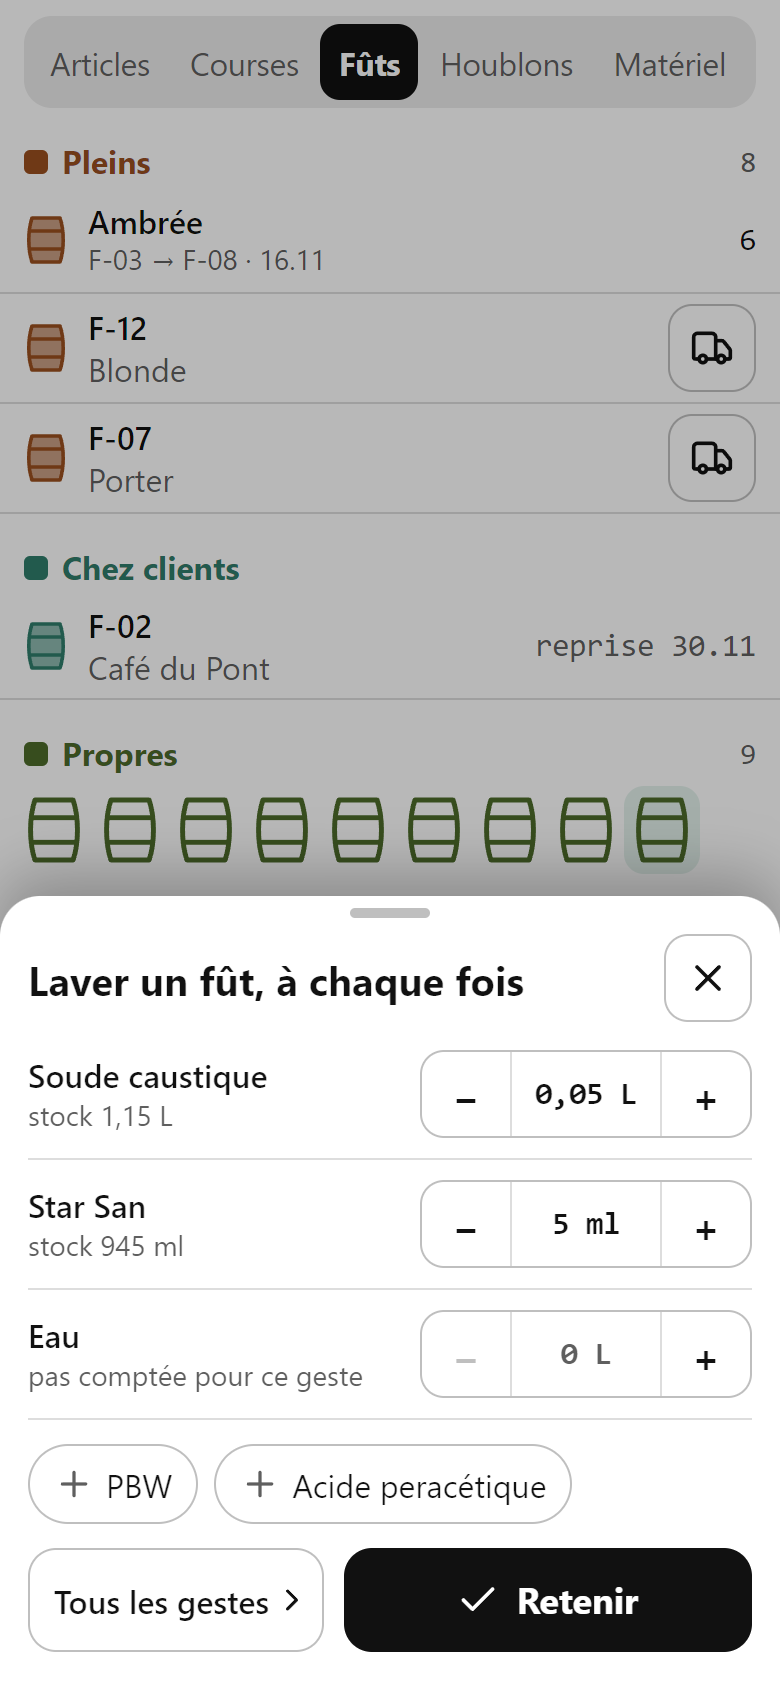 Articles Courses Fûts Houblons Matériel
Pleins 8
Ambrée
F-03 → F-08 · 16.11 6
F-12
Blonde
F-07
Porter
Chez clients
F-02
Café du Pont reprise 30.11
Propres 9
Laver un fût, à chaque fois
Soude caustique
stock 1,15 L
− 0,05 L +
Star San
stock 945 ml
− 5 ml +
Eau
pas comptée pour ce geste
− 0 L +
+ PBW + Acide peracétique
Tous les gestes > ✓ Retenir